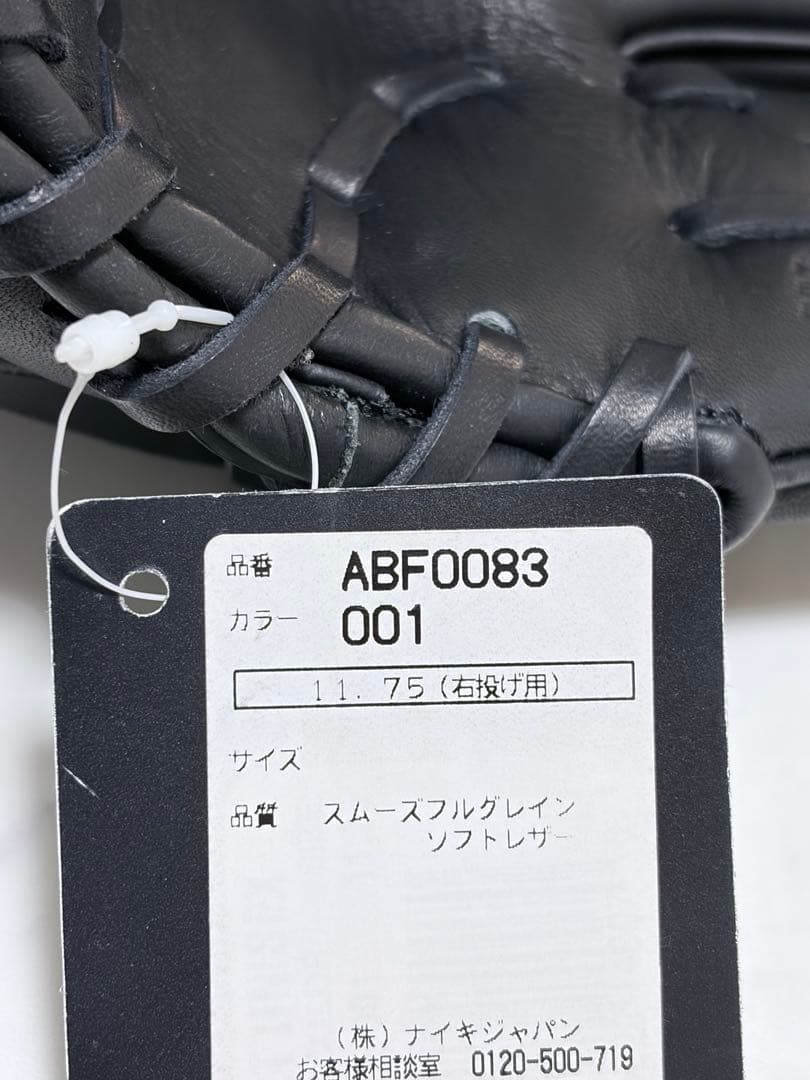 品番 ABF0083
カラー 001
11.75(右投げ用)
サイズ
品質 スムーズフルグレイン
ソフトレザー
(株)ナイキジャパン
お客様相談室 0120-500-719